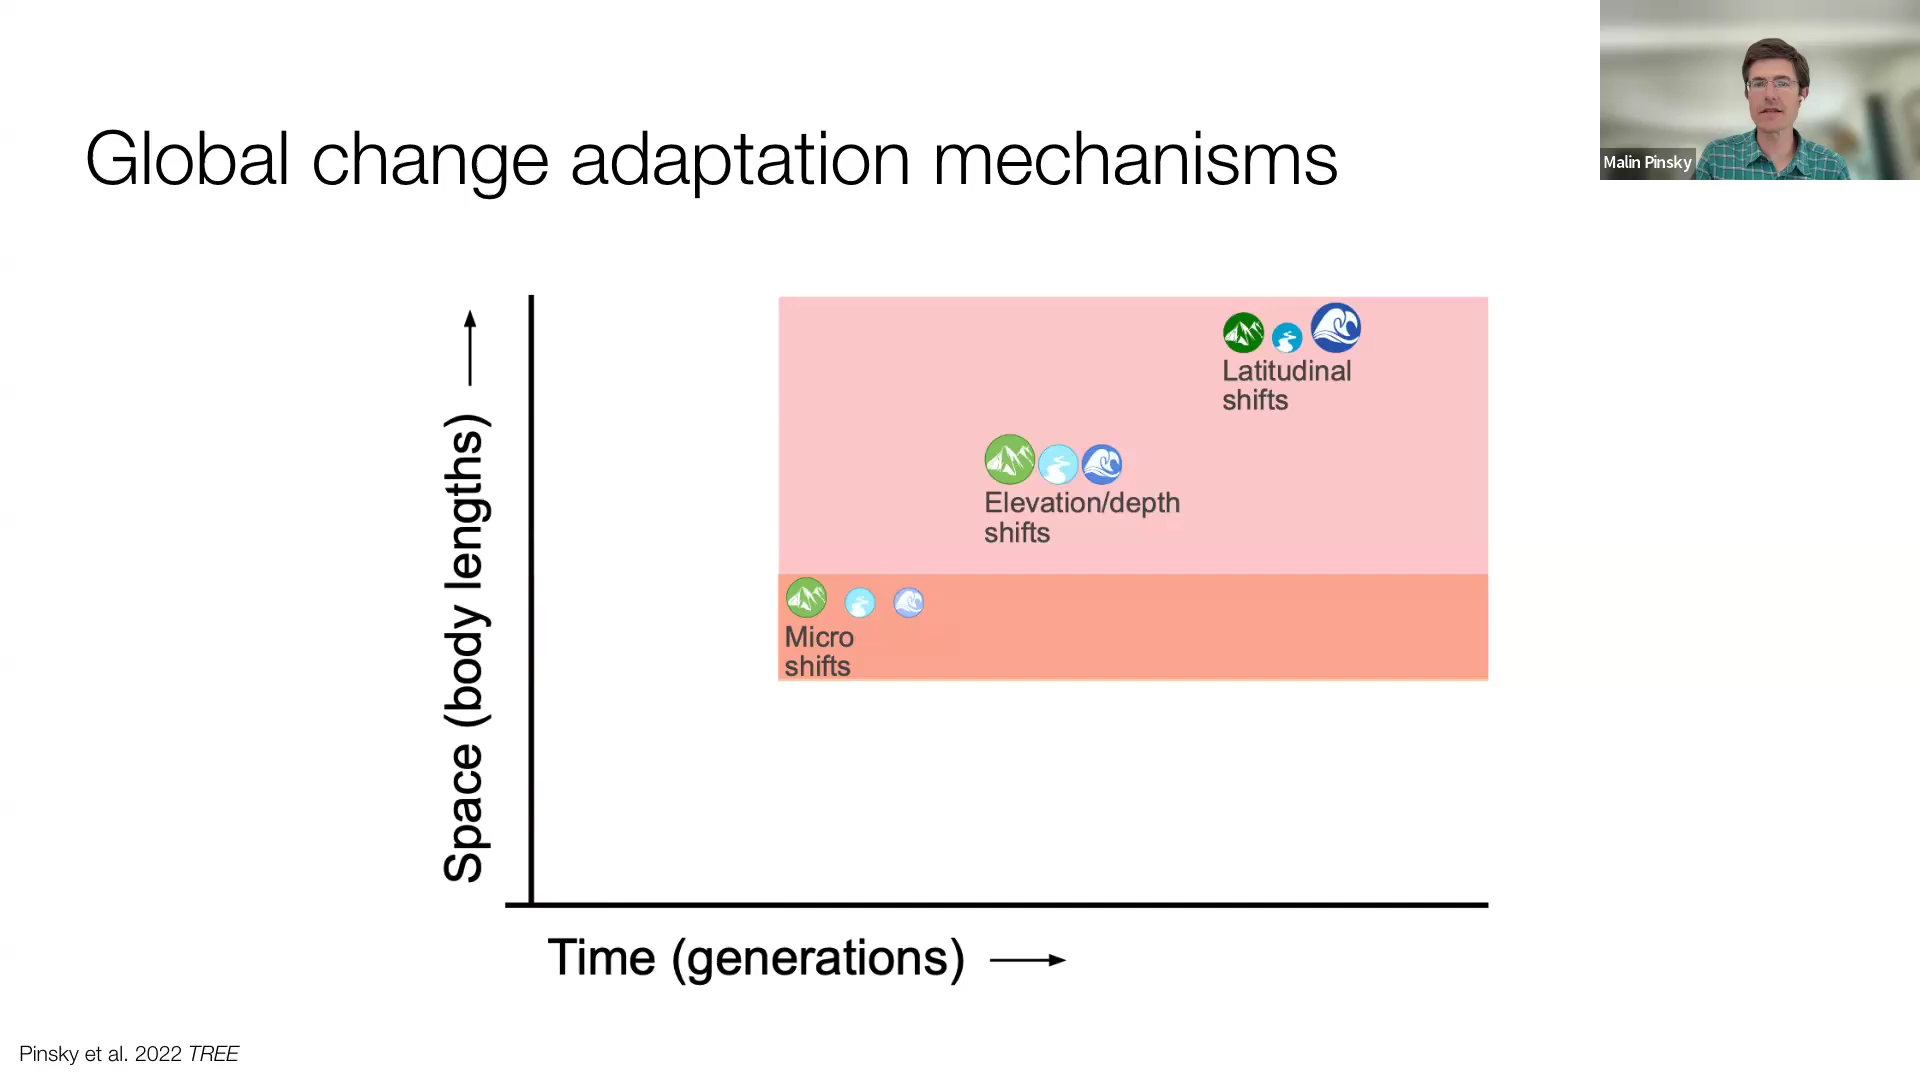 Malin Pinsky
Global change adaptation mechanisms
Space (body lengths)
Latitudinal
shifts
Elevation/depth
shifts
Micro
shifts
Time (generations)
Pinsky et al. 2022 TREE